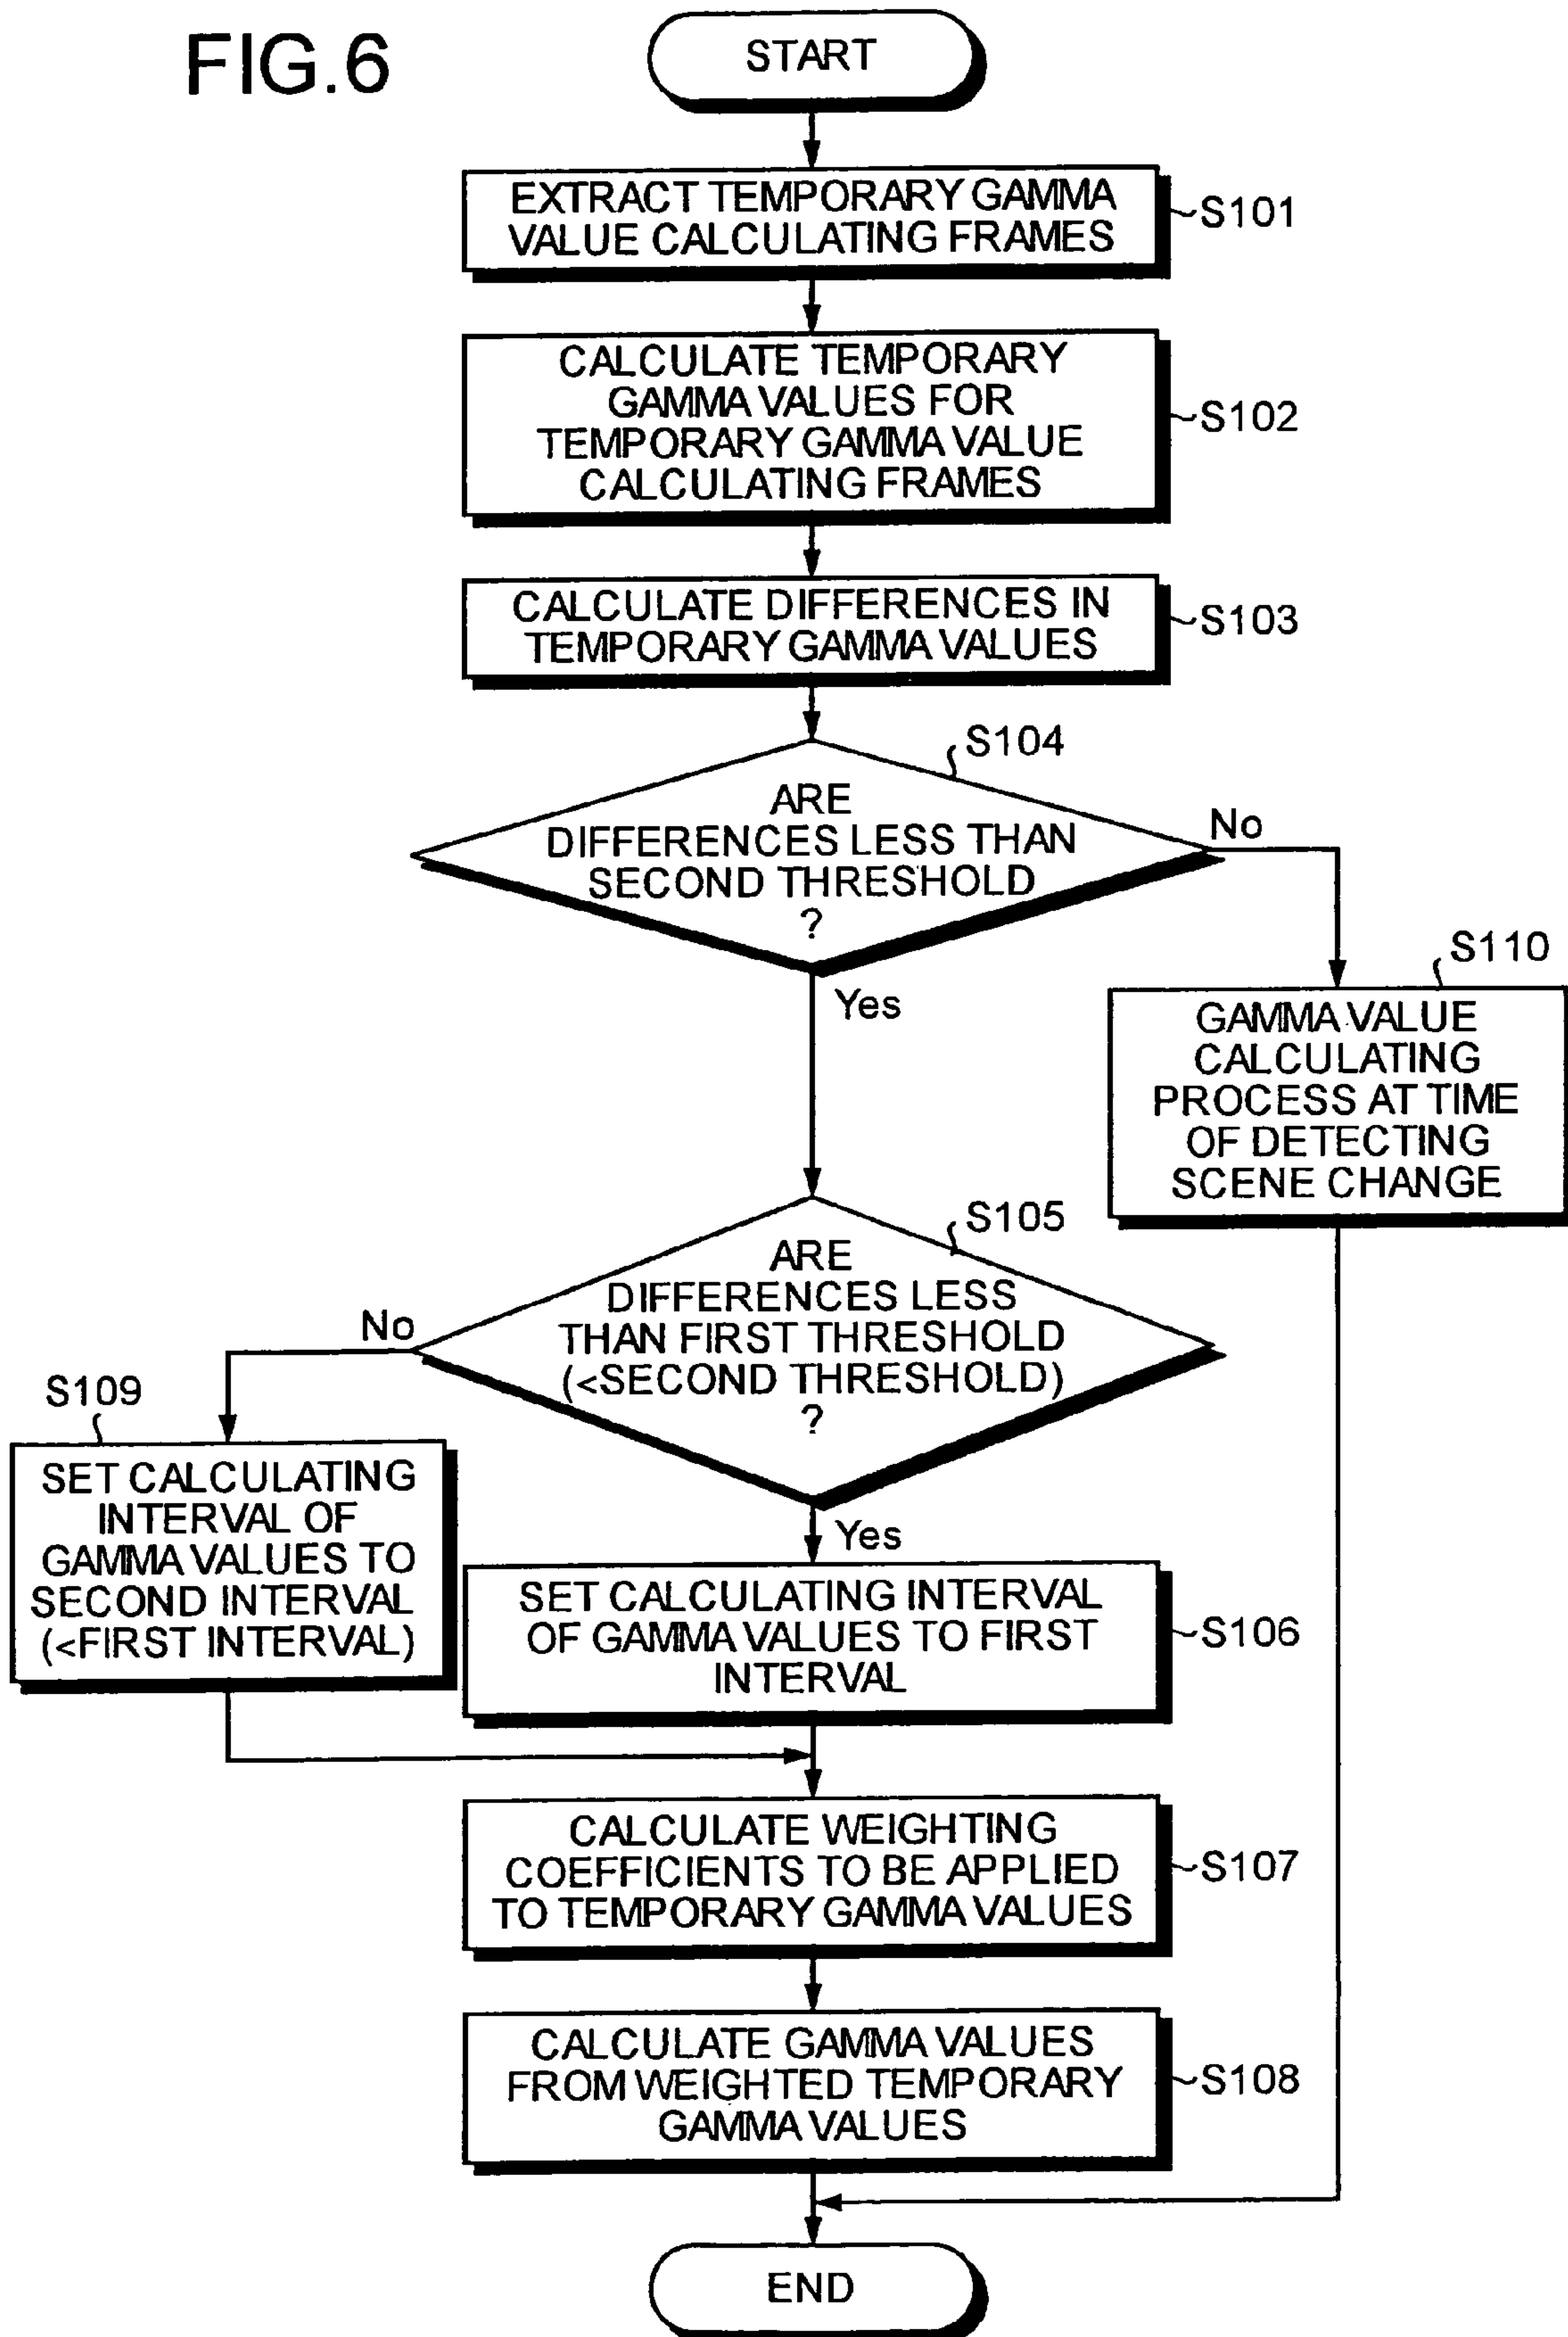 FIG.6
START
EXTRACT TEMPORARY GAMMA
VALUE CALCULATING FRAMES
S101
CALCULATE TEMPORARY
GAMMA VALUES FOR
TEMPORARY GAMMA VALUE
CALCULATING FRAMES
S102
CALCULATE DIFFERENCES IN
TEMPORARY GAMMA VALUES
S103
S104
ARE
DIFFERENCES LESS THAN
SECOND THRESHOLD
?
No
Yes
S110
GAMMA VALUE
CALCULATING
PROCESS AT TIME
OF DETECTING
SCENE CHANGE
S105
ARE
DIFFERENCES LESS
THAN FIRST THRESHOLD
(<SECOND THRESHOLD)
?
No
Yes
S109
SET CALCULATING
INTERVAL OF
GAMMA VALUES TO
SECOND INTERVAL
(<FIRST INTERVAL)
SET CALCULATING INTERVAL
OF GAMMA VALUES TO FIRST
INTERVAL
S106
CALCULATE WEIGHTING
COEFFICIENTS TO BE APPLIED
TO TEMPORARY GAMMA VALUES
S107
CALCULATE GAMMA VALUES
FROM WEIGHTED TEMPORARY
GAMMA VALUES
S108
END